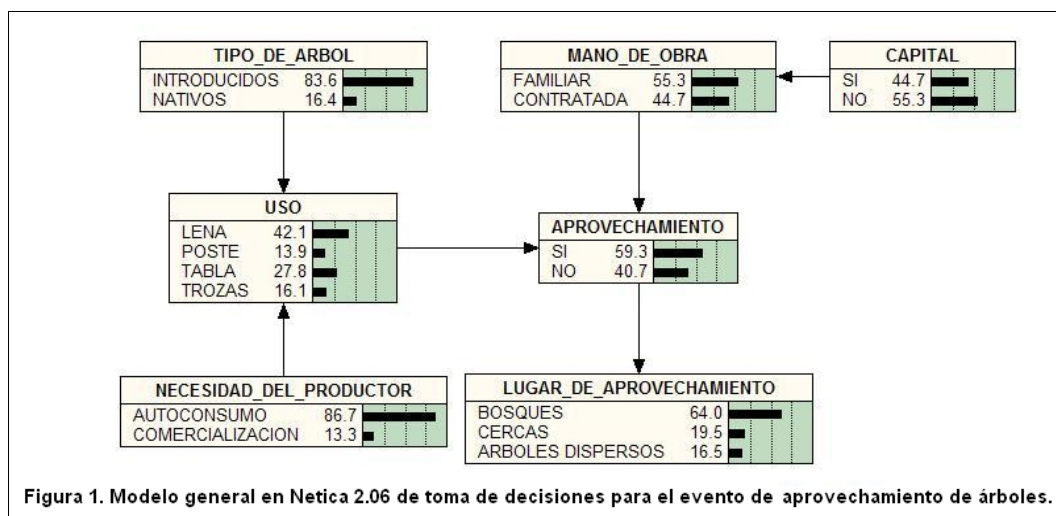 TIPO_DE_ARBOL
INTRODUCIDOS 83.6
NATIVOS 16.4
MANO_DE_OBRA
FAMILIAR 55.3
CONTRATADA 44.7
CAPITAL
SI 44.7
NO 55.3
USO
LENA 42.1
POSTE 13.9
TABLA 27.8
TROZAS 16.1
APROVECHAMIENTO
SI 59.3
NO 40.7
NECESIDAD_DEL_PRODUCTOR
AUTOCONSUMO 86.7
COMERCIALIZACION 13.3
LUGAR_DE_APROVECHAMIENTO
BOSQUES 64.0
CERCAS 19.5
ARBOLES DISPERSOS 16.5
Figura 1. Modelo general en Netica 2.06 de toma de decisiones para el evento de aprovechamiento de árboles.